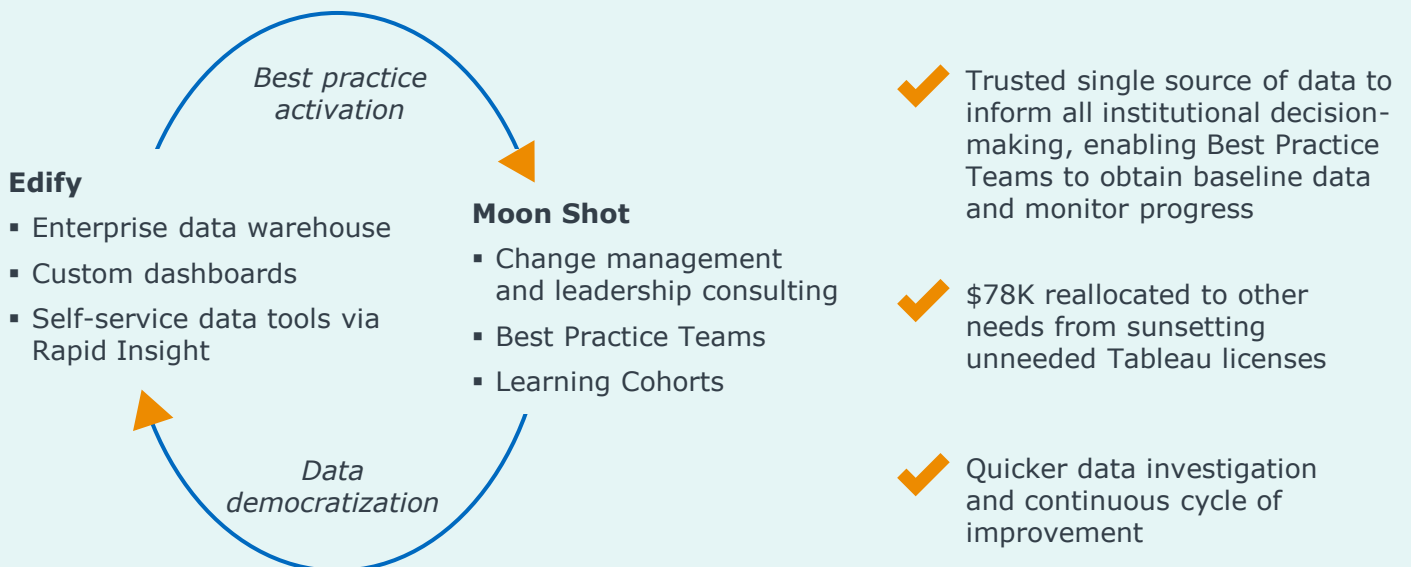 Best practice
activation
Edify
▪ Enterprise data warehouse
▪ Custom dashboards
▪ Self-service data tools via
Rapid Insight
Moon Shot
▪ Change management
and leadership consulting
▪ Best Practice Teams
▪ Learning Cohorts
Data
democratization
Trusted single source of data to
inform all institutional decision-
making, enabling Best Practice
Teams to obtain baseline data
and monitor progress
$78K reallocated to other
needs from sunsetting
unneeded Tableau licenses
Quicker data investigation
and continuous cycle of
improvement